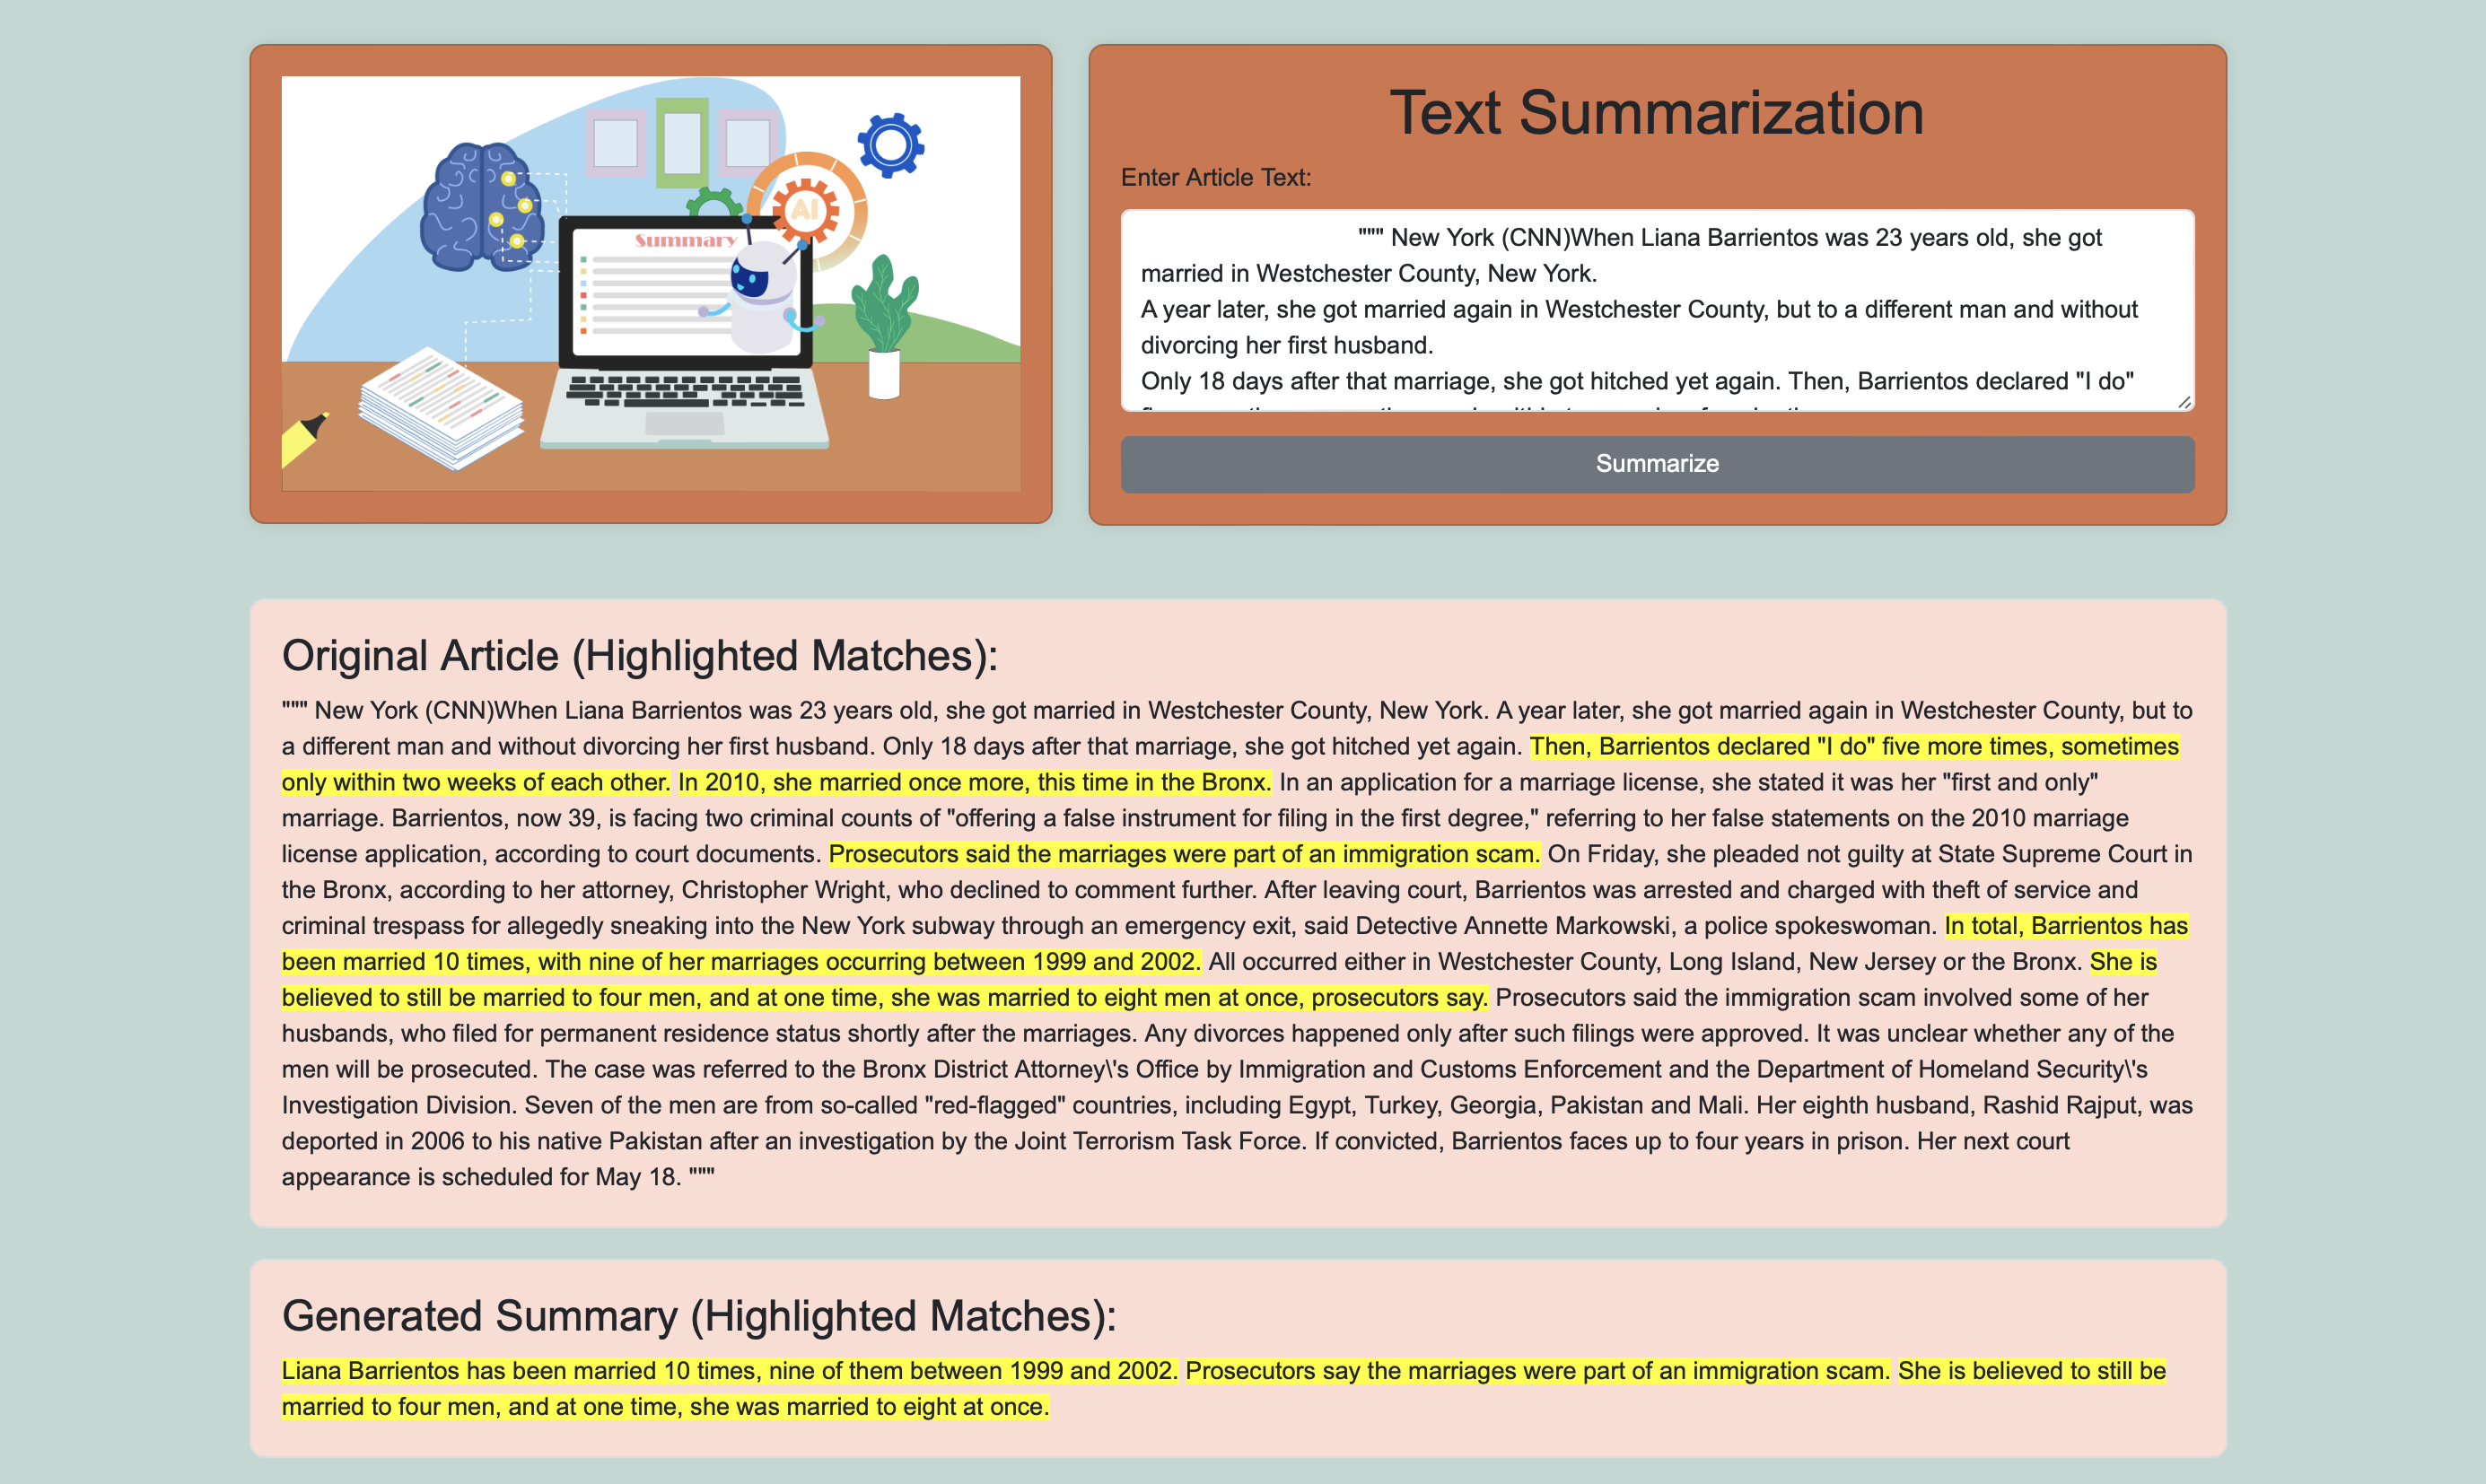 Summary
AI
Text Summarization
Enter Article Text:
""" New York (CNN)When Liana Barrientos was 23 years old, she got
married in Westchester County, New York.
A year later, she got married again in Westchester County, but to a different man and without
divorcing her first husband.
Only 18 days after that marriage, she got hitched yet again. Then, Barrientos declared "I do"
Summarize
Original Article (Highlighted Matches):
""" New York (CNN)When Liana Barrientos was 23 years old, she got married in Westchester County, New York. A year later, she got married again in Westchester County, but to
a different man and without divorcing her first husband. Only 18 days after that marriage, she got hitched yet again. Then, Barrientos declared "I do" five more times, sometimes
only within two weeks of each other. In 2010, she married once more, this time in the Bronx. In an application for a marriage license, she stated it was her "first and only"
marriage. Barrientos, now 39, is facing two criminal counts of "offering a false instrument for filing in the first degree," referring to her false statements on the 2010 marriage
license application, according to court documents. Prosecutors said the marriages were part of an immigration scam. On Friday, she pleaded not guilty at State Supreme Court in
the Bronx, according to her attorney, Christopher Wright, who declined to comment further. After leaving court, Barrientos was arrested and charged with theft of service and
criminal trespass for allegedly sneaking into the New York subway through an emergency exit, said Detective Annette Markowski, a police spokeswoman. In total, Barrientos has
been married 10 times, with nine of her marriages occurring between 1999 and 2002. All occurred either in Westchester County, Long Island, New Jersey or the Bronx. She is
believed to still be married to four men, and at one time, she was married to eight men at once, prosecutors say. Prosecutors said the immigration scam involved some of her
husbands, who filed for permanent residence status shortly after the marriages. Any divorces happened only after such filings were approved. It was unclear whether any of the
men will be prosecuted. The case was referred to the Bronx District Attorney\'s Office by Immigration and Customs Enforcement and the Department of Homeland Security\'s
Investigation Division. Seven of the men are from so-called "red-flagged" countries, including Egypt, Turkey, Georgia, Pakistan and Mali. Her eighth husband, Rashid Rajput, was
deported in 2006 to his native Pakistan after an investigation by the Joint Terrorism Task Force. If convicted, Barrientos faces up to four years in prison. Her next court
appearance is scheduled for May 18. """
Generated Summary (Highlighted Matches):
Liana Barrientos has been married 10 times, nine of them between 1999 and 2002. Prosecutors say the marriages were part of an immigration scam. She is believed to still be
married to four men, and at one time, she was married to eight at once.